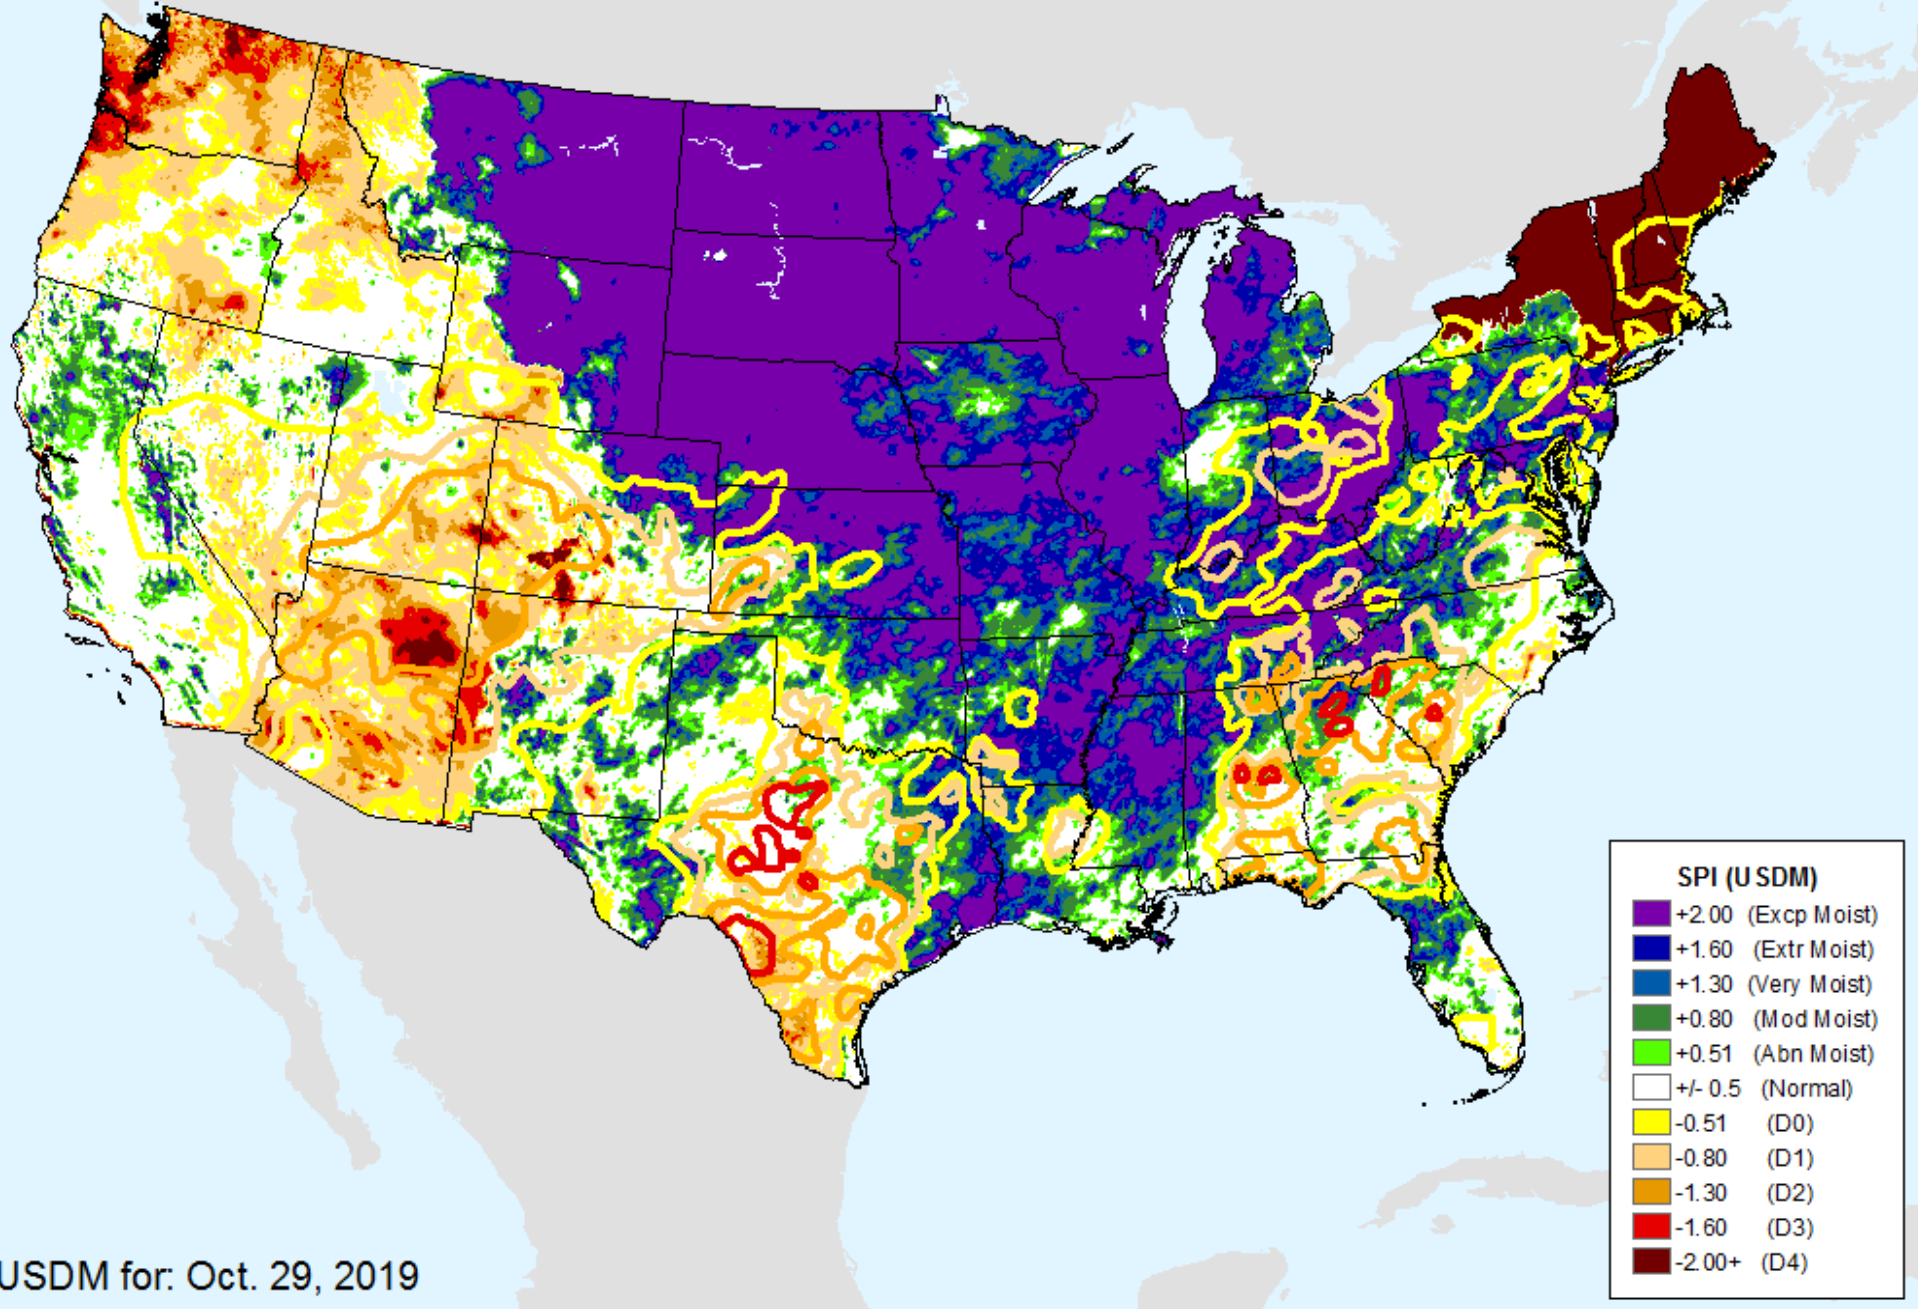 SPI (USDM)
+2.00 (Excp Moist)
+1.60 (Extr Moist)
+1.30 (Very Moist)
+0.80 (Mod Moist)
+0.51 (Abn Moist)
+/- 0.5 (Normal)
-0.51 (D0)
-0.80 (D1)
-1.30 (D2)
-1.60 (D3)
-2.00+ (D4)
USDM for: Oct. 29, 2019